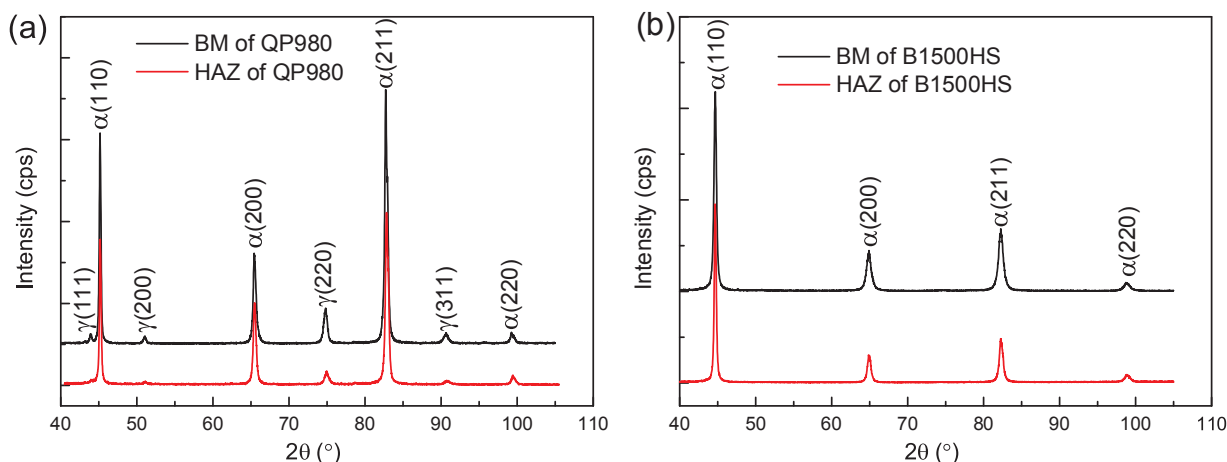 (a)
BM of QP980
HAZ of QP980
γ(111)
α(110)
γ(200)
α(200)
γ(220)
α(211)
γ(311)
α(220)
Intensity (cps)
40 50 60 70 80 90 100 110
2θ (°)
(b)
BM of B1500HS
HAZ of B1500HS
α(110)
α(200)
α(211)
α(220)
Intensity (cps)
40 50 60 70 80 90 100 110
2θ (°)